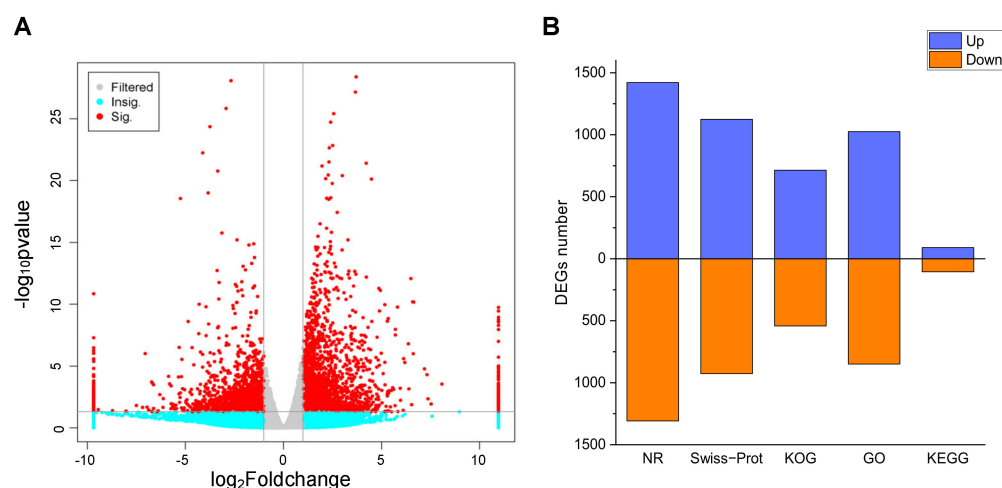 A
Filtered
Insig.
Sig.
25
20
15
10
5
0
-10
-5
0
5
10
-log10pvalue
log2Foldchange
B
Up
Down
1500
1000
500
0
500
1000
1500
DEGs number
NR
Swiss-Prot
KOG
GO
KEGG